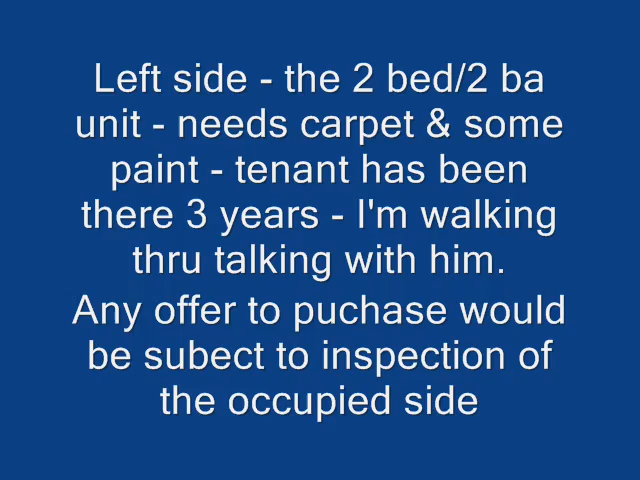 Left side - the 2 bed/2 ba
unit - needs carpet & some
paint - tenant has been
there 3 years - I'm walking
thru talking with him.
Any offer to puchase would
be subect to inspection of
the occupied side